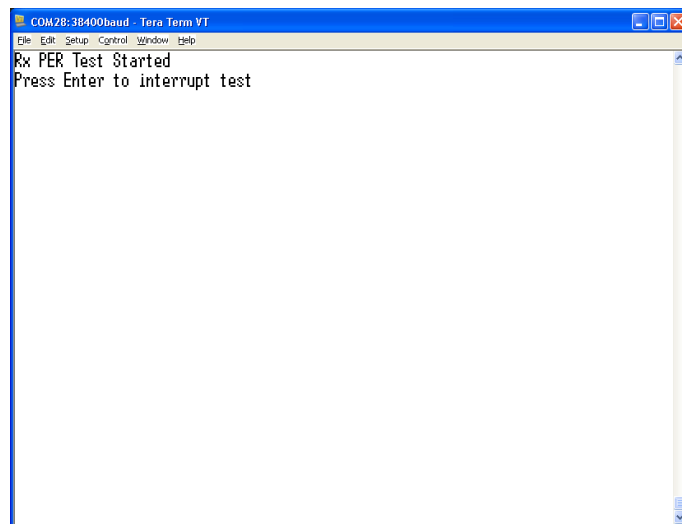 COM28:38400baud - Tera Term VT
File Edit Setup Control Window Help
Rx PER Test Started
Press Enter to interrupt test